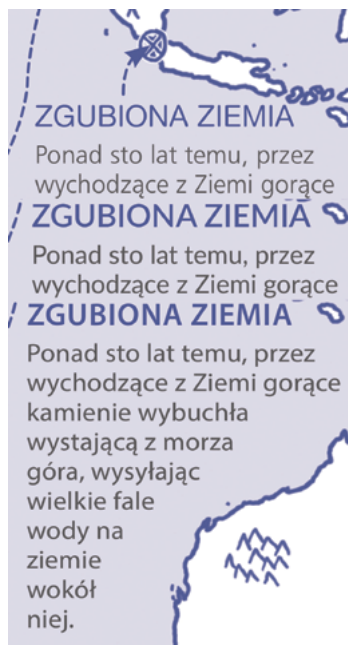 ZGUBIONA ZIEMIA
Ponad sto lat temu, przez
wychodzące z Ziemi gorące
ZGUBIONA ZIEMIA
Ponad sto lat temu, przez
wychodzące z Ziemi gorące
ZGUBIONA ZIEMIA
Ponad sto lat temu, przez
wychodzące z Ziemi gorące
kamienie wybuchła
wystającą z morza
góra, wysyłając
wielkie fale
wody na
ziemie
wokół
niej.